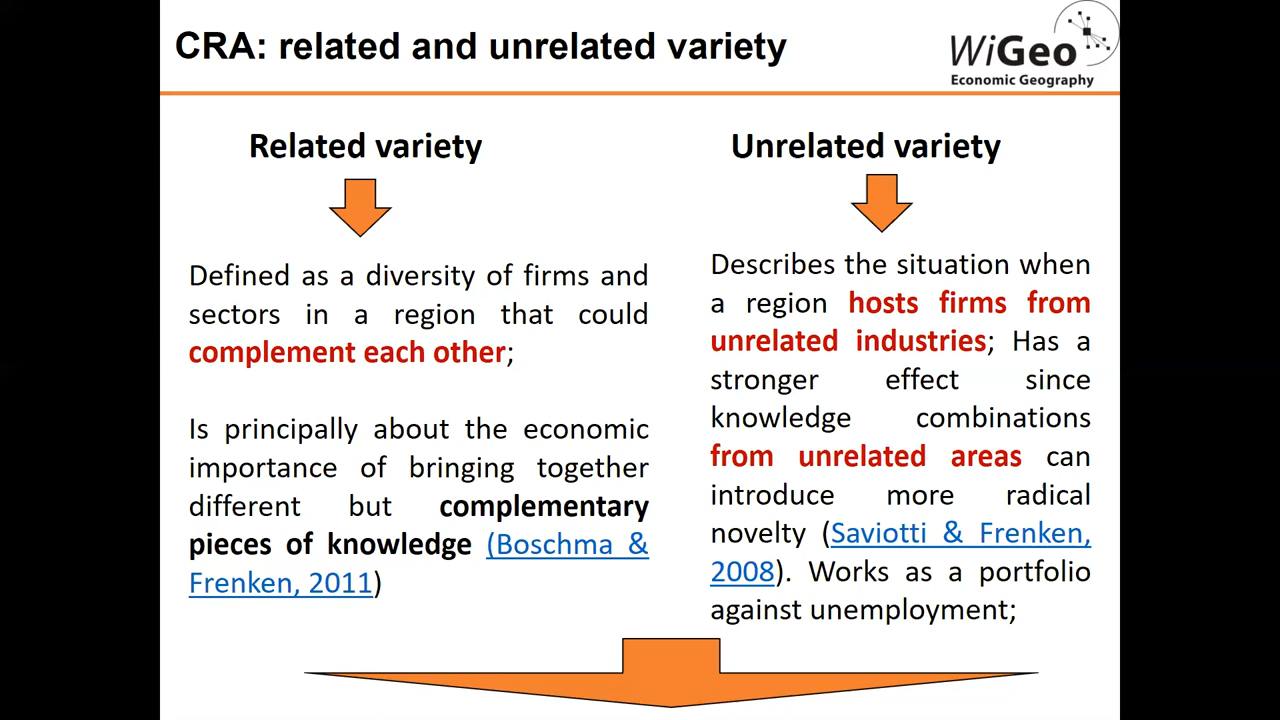 CRA: related and unrelated variety
WiGeo
Economic Geography
Related variety
Defined as a diversity of firms and
sectors in a region that could
complement each other;
Is principally about the economic
importance of bringing together
different but complementary
pieces of knowledge (Boschma &
Frenken, 2011)
Unrelated variety
Describes the situation when
a region hosts firms from
unrelated industries; Has a
stronger effect since
knowledge combinations
from unrelated areas can
introduce more radical
novelty (Saviotti & Frenken,
2008). Works as a portfolio
against unemployment;